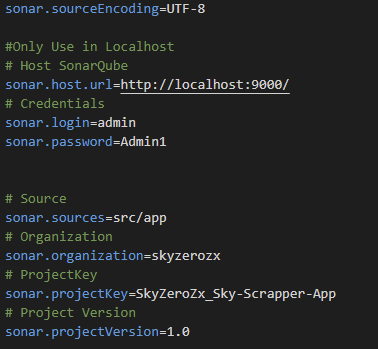 sonar.sourceEncoding=UTF-8
#Only Use in Localhost
# Host SonarQube
sonar.host.url=http://localhost:9000/
# Credentials
sonar.login=admin
sonar.password=Admin1
# Source
sonar.sources=src/app
# Organization
sonar.organization=skyzerozx
# ProjectKey
sonar.projectKey=SkyZeroZx_Sky-Scrapper-App
# Project Version
sonar.projectVersion=1.0